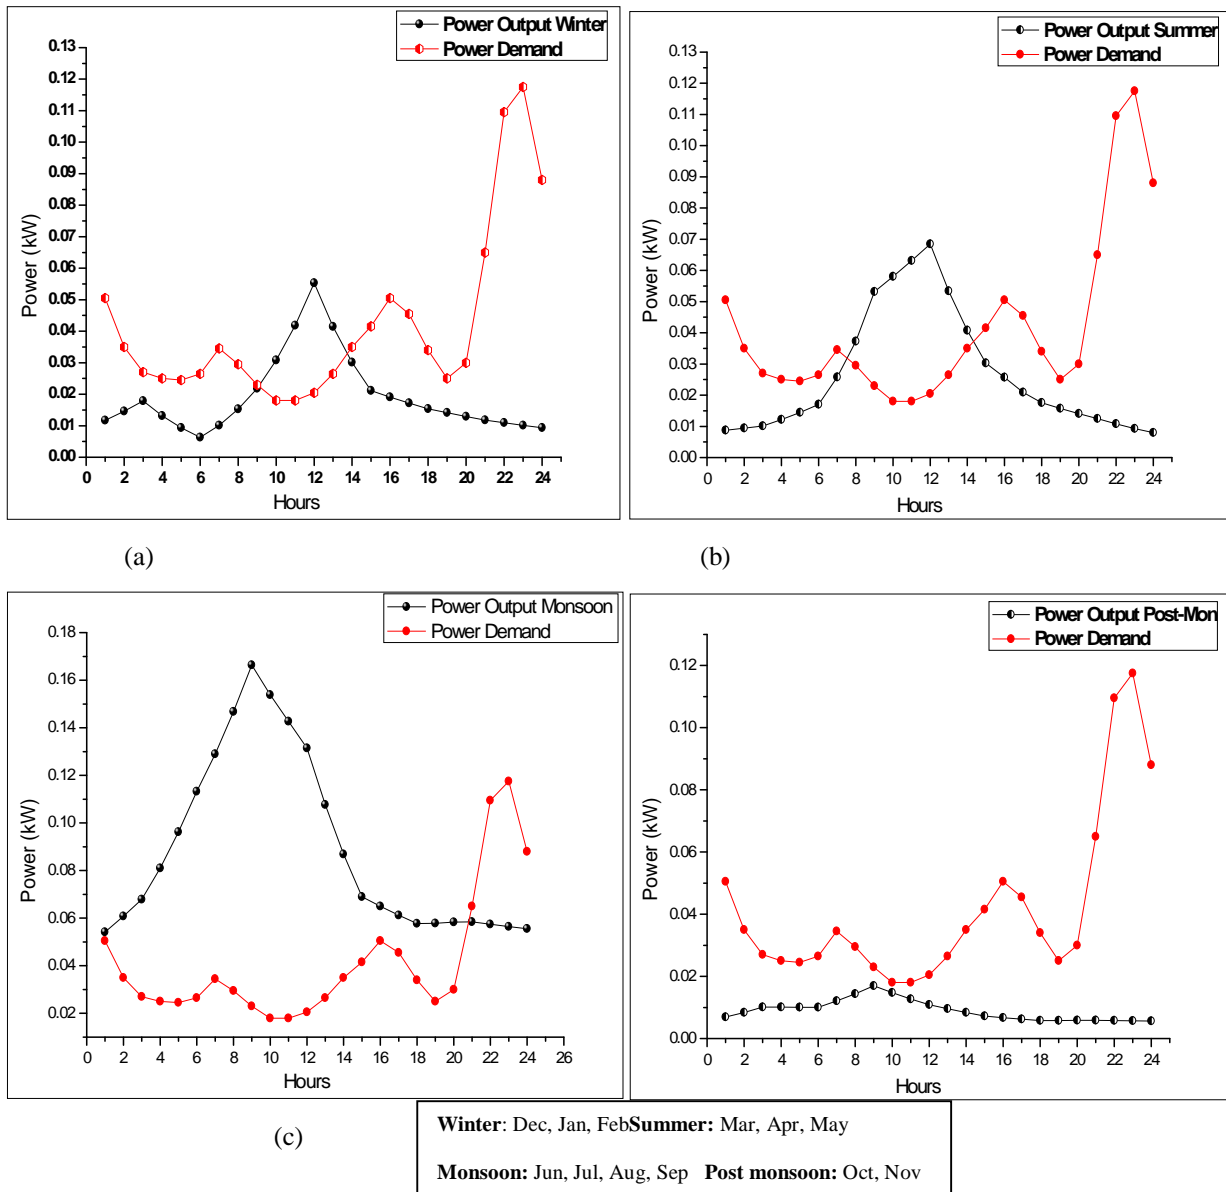 Power Output Winter
Power Demand
0.13
0.12
0.11
0.10
0.09
0.08
0.07
0.06
0.05
0.04
0.03
0.02
0.01
0.00
Power (kW)
0 2 4 6 8 10 12 14 16 18 20 22 24
Hours
(a)
Power Output Summer
Power Demand
0.13
0.12
0.11
0.10
0.09
0.08
0.07
0.06
0.05
0.04
0.03
0.02
0.01
0.00
Power (kW)
0 2 4 6 8 10 12 14 16 18 20 22 24
Hours
(b)
Power Output Monsoon
Power Demand
0.18
0.16
0.14
0.12
0.10
0.08
0.06
0.04
0.02
Power (kW)
0 2 4 6 8 10 12 14 16 18 20 22 24 26
Hours
(c)
Power Output Post-Mon
Power Demand
0.12
0.10
0.08
0.06
0.04
0.02
0.00
Power (kW)
0 2 4 6 8 10 12 14 16 18 20 22 24
Hours
Winter: Dec, Jan, FebSummer: Mar, Apr, May
Monsoon: Jun, Jul, Aug, Sep Post monsoon: Oct, Nov